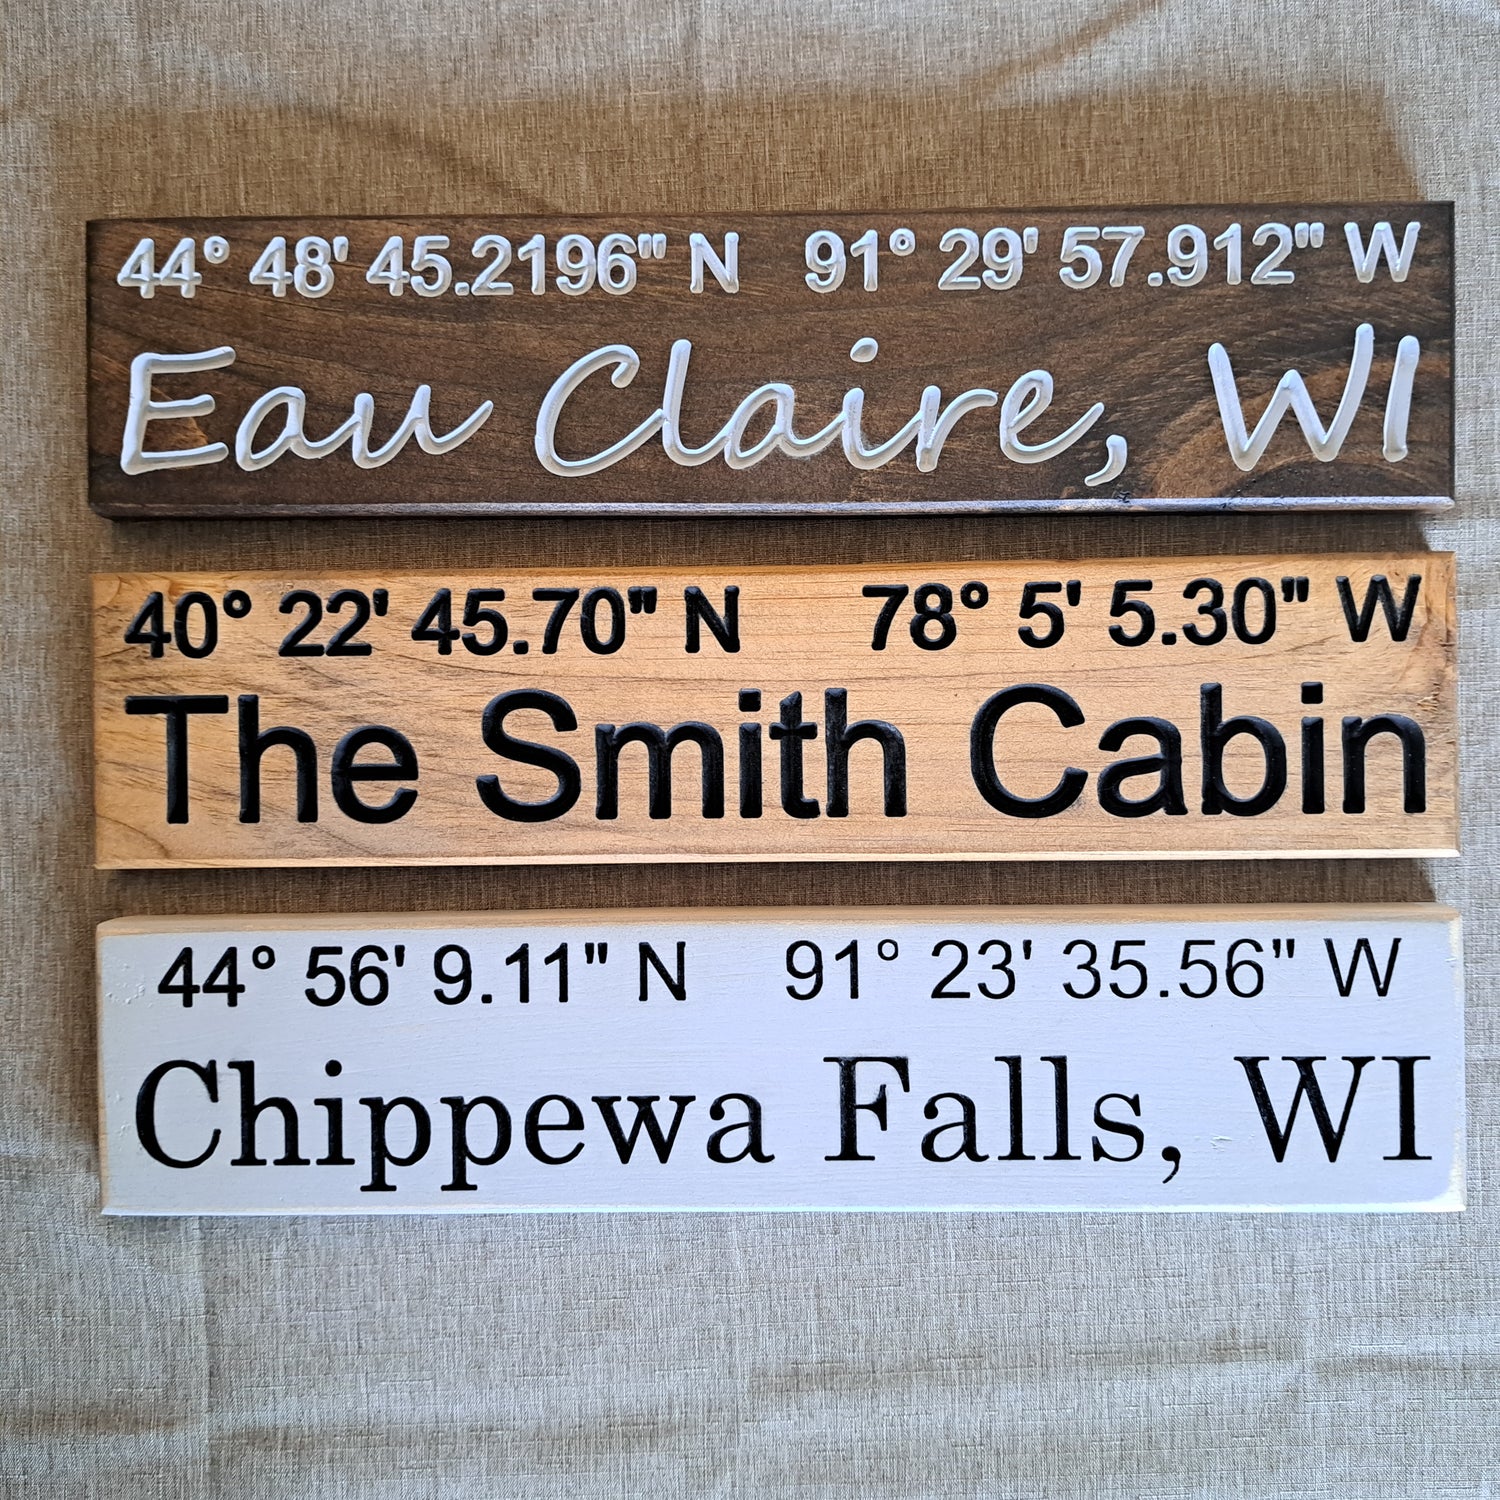 44° 48' 45.2196" N 91° 29' 57.912" W
Eau Claire, WI
40° 22' 45.70" N 78° 5' 5.30" W
The Smith Cabin
44° 56' 9.11" N 91° 23' 35.56" W
Chippewa Falls, WI